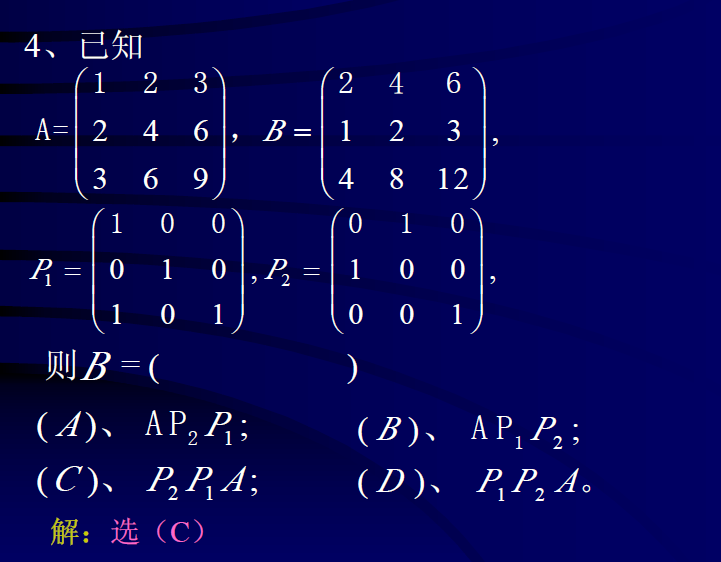 4、已知
A= ( 1 2 3 ; 2 4 6 ; 3 6 9 ) , B = ( 2 4 6 ; 1 2 3 ; 4 8 12 ) ,
P₁ = ( 1 0 0 ; 0 1 0 ; 1 0 1 ) , P₂ = ( 0 1 0 ; 1 0 0 ; 0 0 1 ) ,
则 B = ( )
(A)、 AP₂P₁; (B)、 AP₁P₂;
(C)、 P₂P₁A; (D)、 P₁P₂A。
解：选（C）